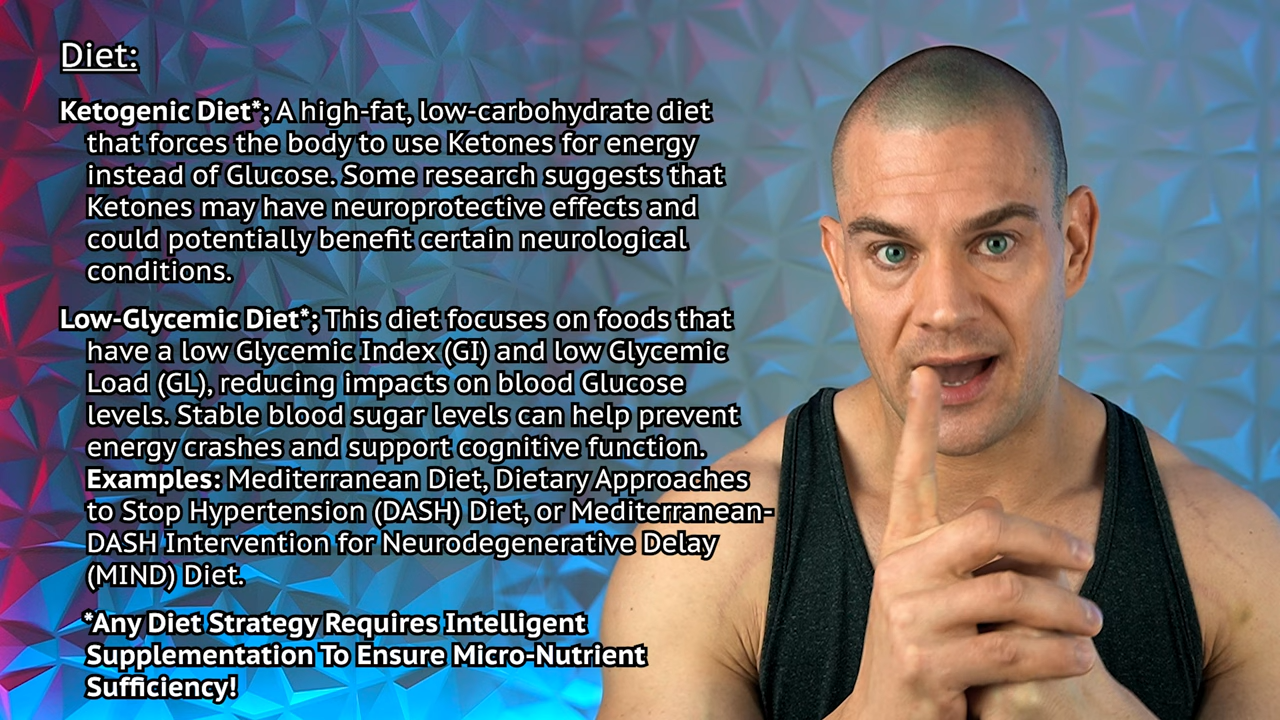 Diet:
Ketogenic Diet*; A high-fat, low-carbohydrate diet
that forces the body to use Ketones for energy
instead of Glucose. Some research suggests that
Ketones may have neuroprotective effects and
could potentially benefit certain neurological
conditions.
Low-Glycemic Diet*; This diet focuses on foods that
have a low Glycemic Index (GI) and low Glycemic
Load (GL), reducing impacts on blood Glucose
levels. Stable blood sugar levels can help prevent
energy crashes and support cognitive function.
Examples: Mediterranean Diet, Dietary Approaches
to Stop Hypertension (DASH) Diet, or Mediterranean-
DASH Intervention for Neurodegenerative Delay
(MIND) Diet.
*Any Diet Strategy Requires Intelligent
Supplementation To Ensure Micro-Nutrient
Sufficiency!